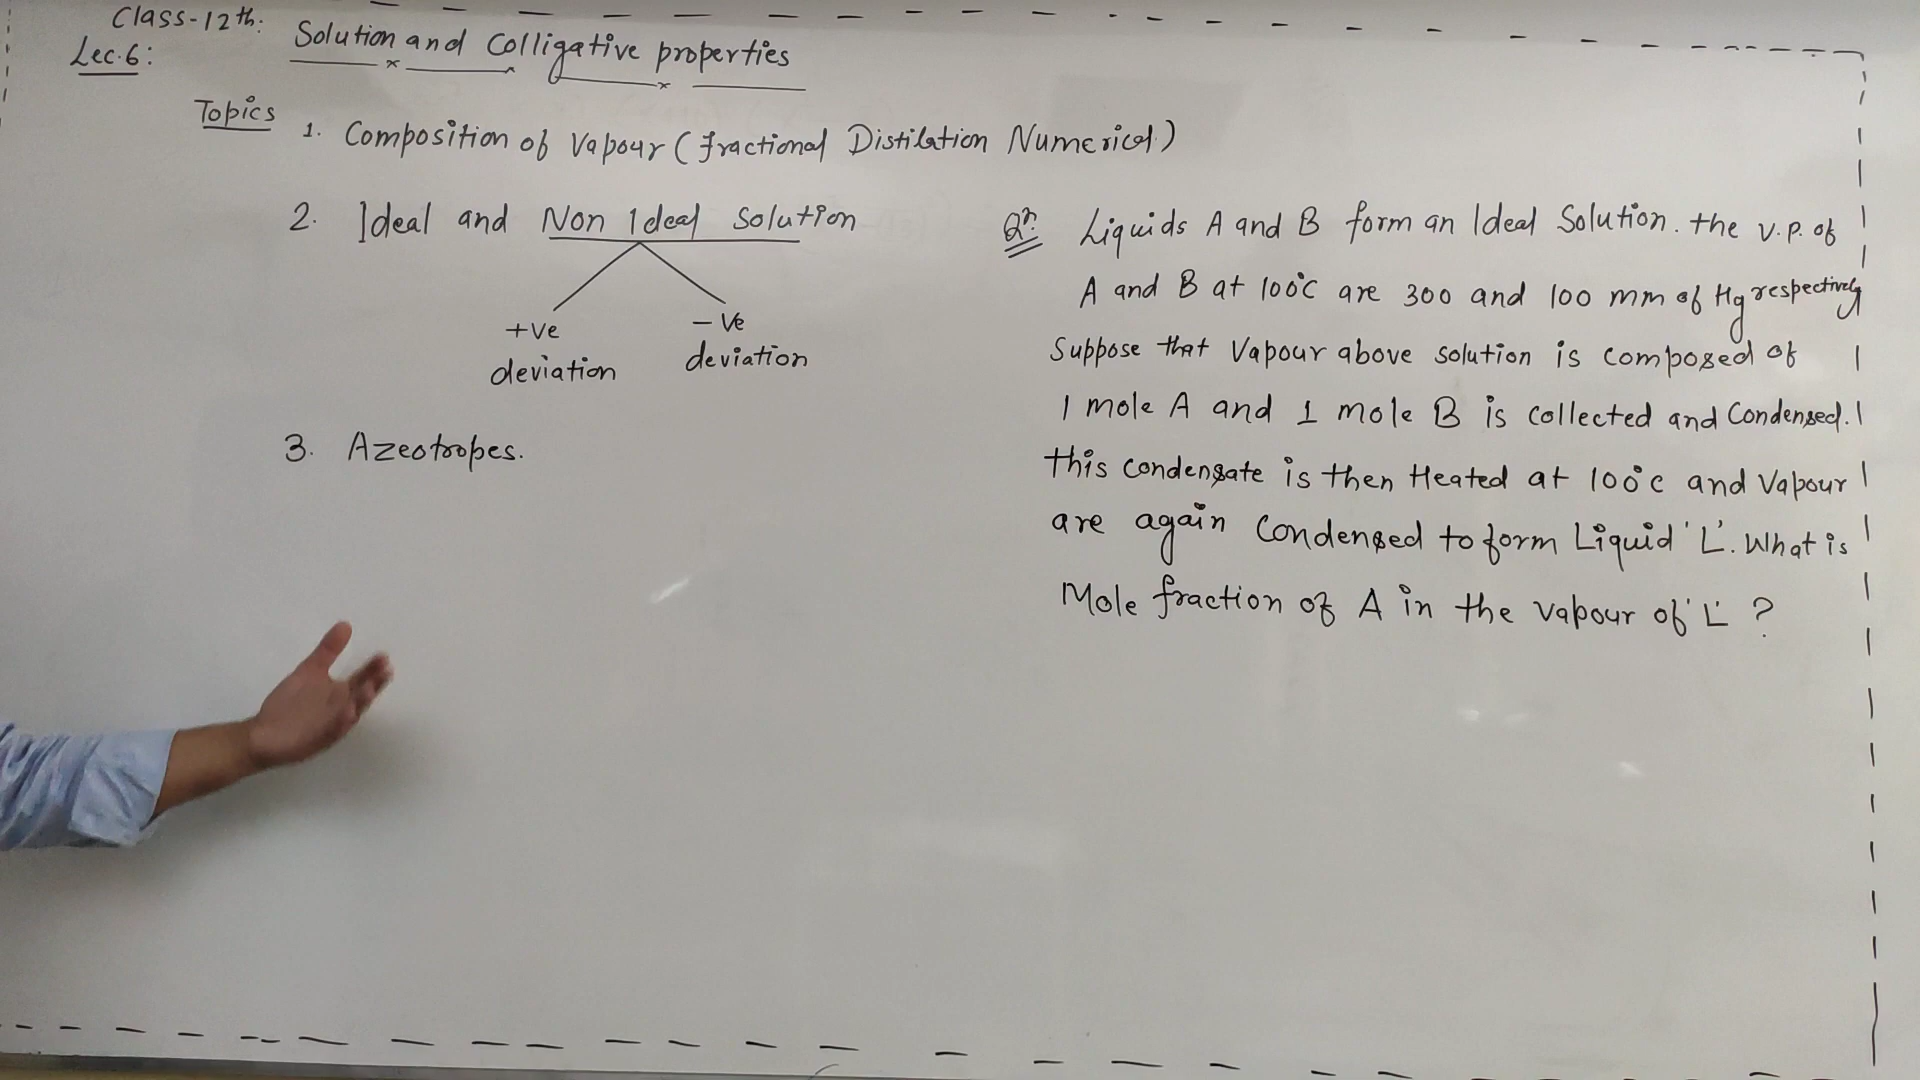 Class-12th:
Lec.6:
Solution and Colligative properties
Topics
1. Composition of Vapour (fractional Distilation Numerical)
2. Ideal and Non Ideal Solution
+ve deviation
-ve deviation
3. Azeotropes.
Qn. Liquids A and B form an Ideal Solution. the V.P. of
A and B at 100°C are 300 and 100 mm of Hg respectively
Suppose that Vapour above solution is composed of
1 mole A and 1 mole B is collected and Condensed.
this condensate is then Heated at 100°C and Vapour
are again Condensed to form Liquid 'L'. What is
Mole fraction of A in the vapour of 'L' ?